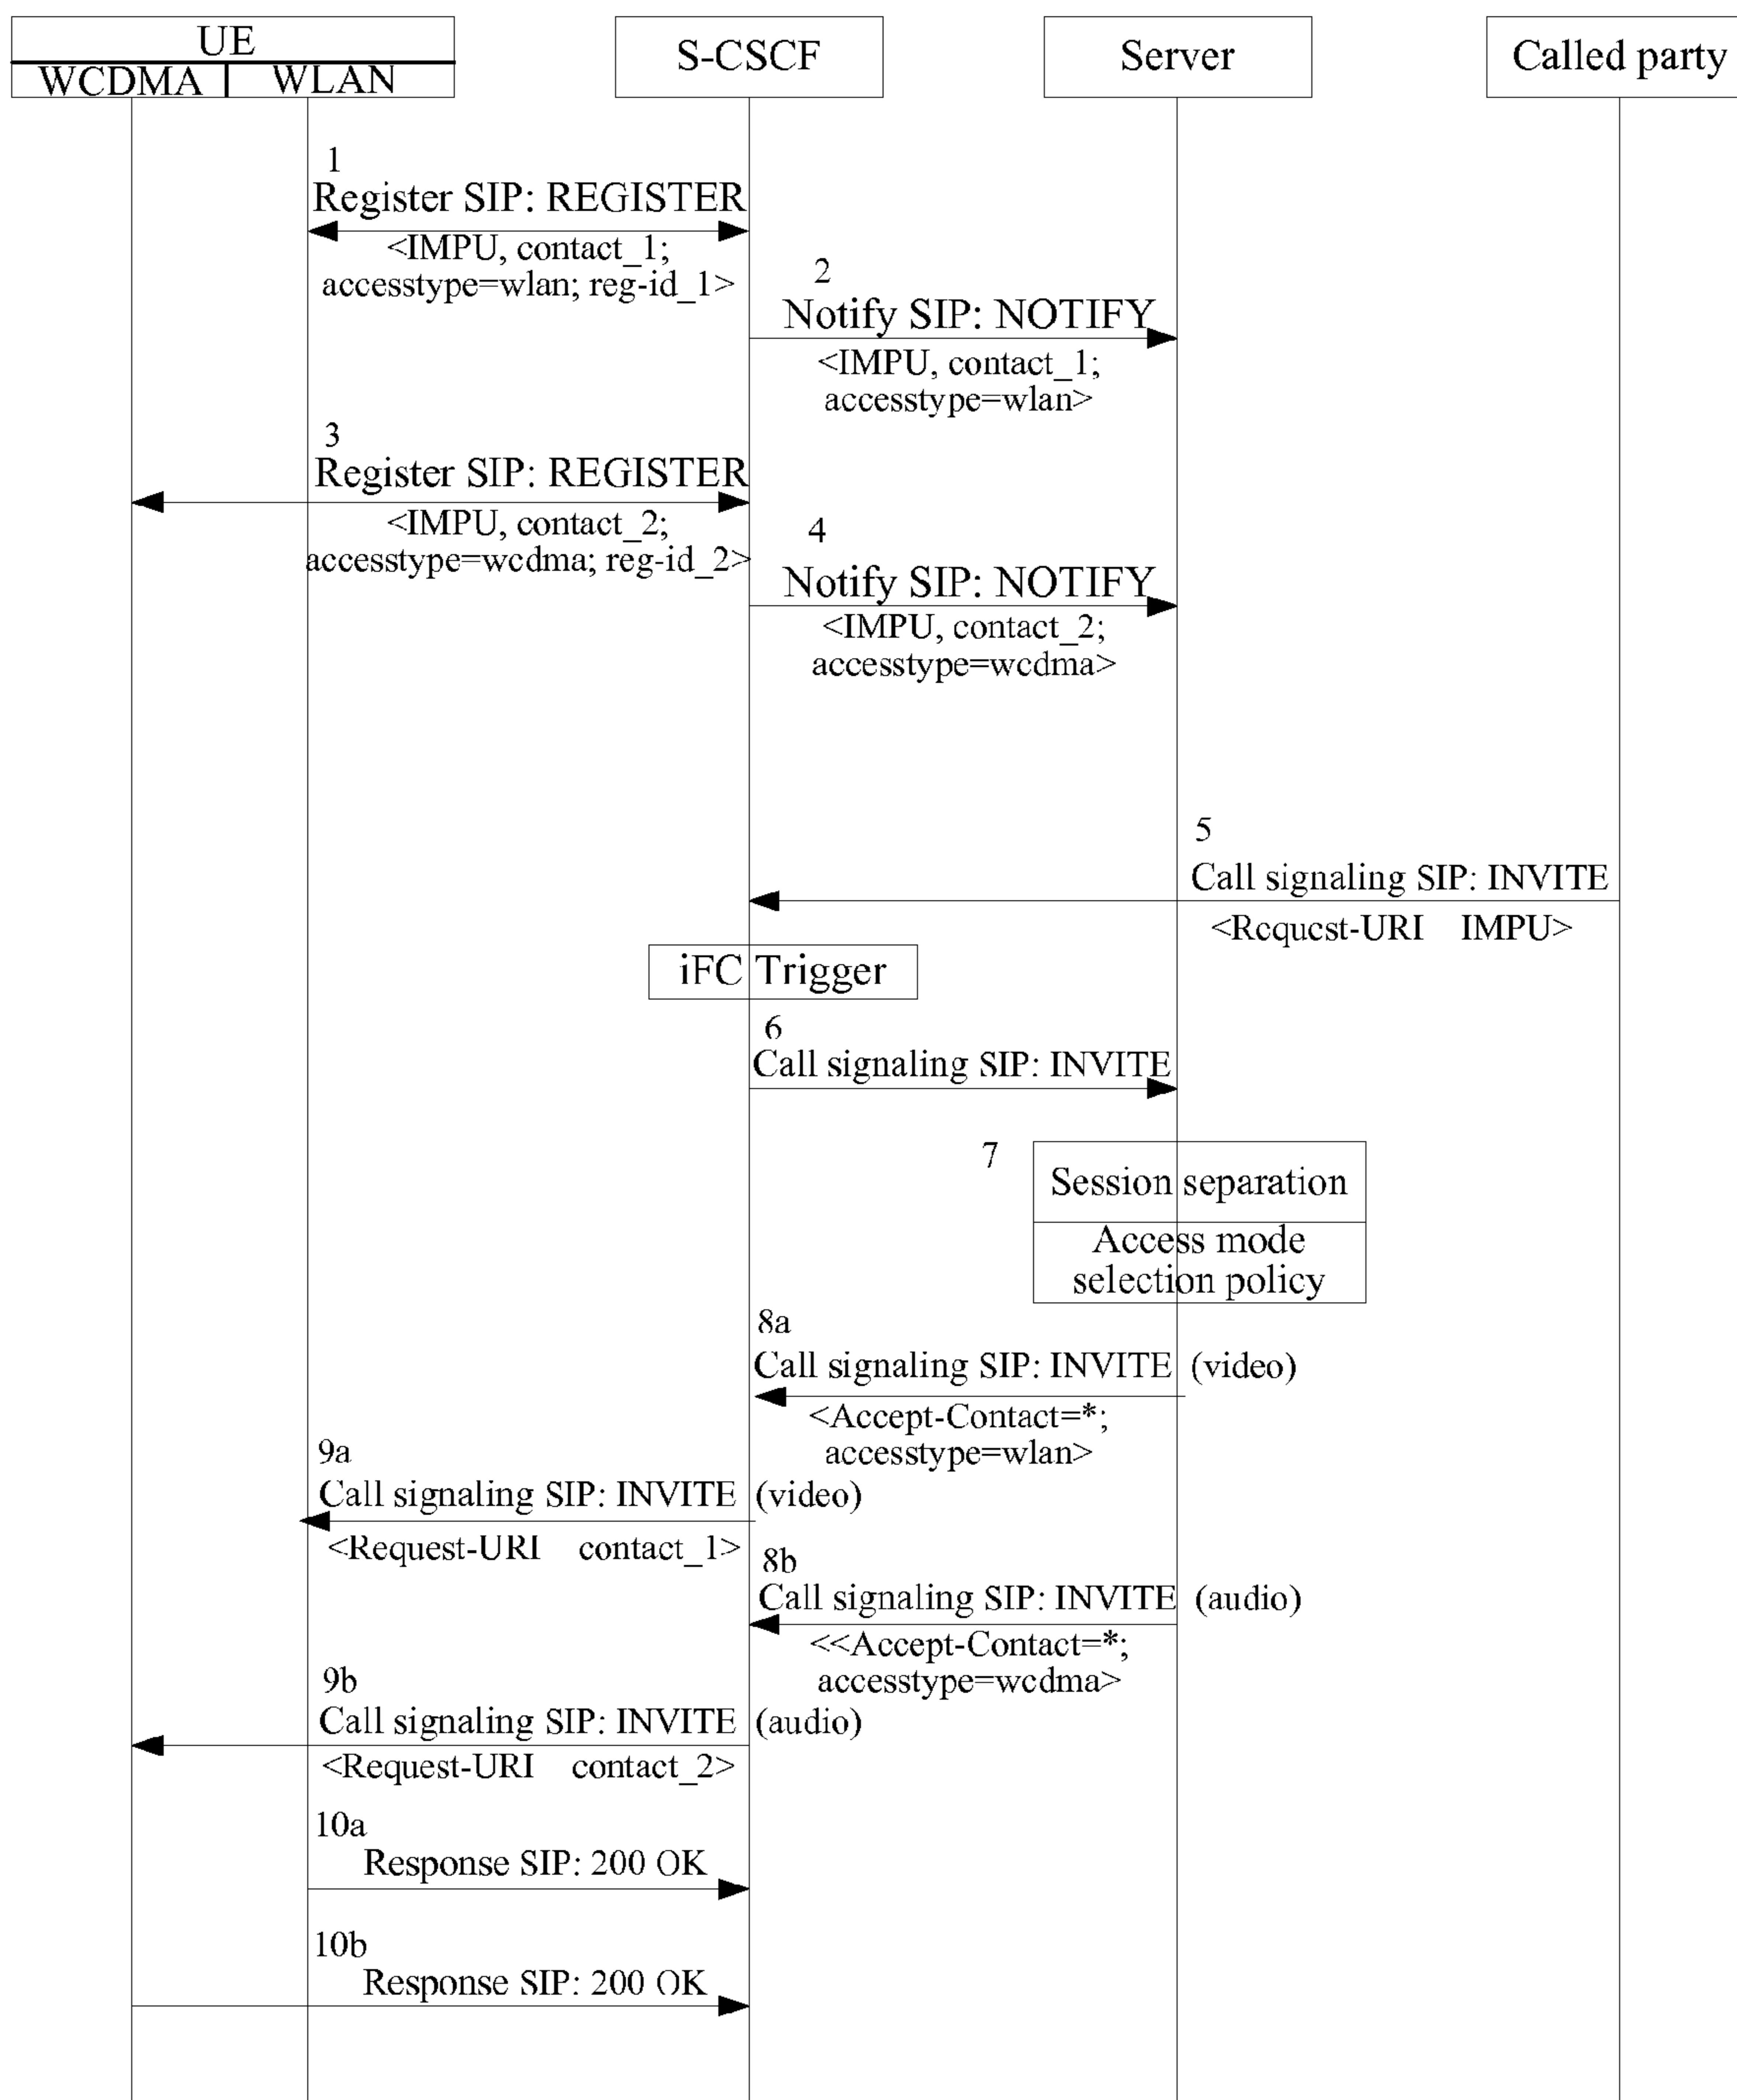 UE
WCDMA WLAN
S-CSCF
Server
Called party
1
Register SIP: REGISTER
<IMPU, contact_1;
accesstype=wlan; reg-id_1>
2
Notify SIP: NOTIFY
<IMPU, contact_1;
accesstype=wlan>
3
Register SIP: REGISTER
<IMPU, contact_2;
accesstype=wcdma; reg-id_2>
4
Notify SIP: NOTIFY
<IMPU, contact_2;
accesstype=wcdma>
5
Call signaling SIP: INVITE
<Request-URI IMPU>
iFC Trigger
6
Call signaling SIP: INVITE
7
Session separation
Access mode
selection policy
8a
Call signaling SIP: INVITE (video)
<Accept-Contact=*;
accesstype=wlan>
9a
Call signaling SIP: INVITE (video)
<Request-URI contact_1>
8b
Call signaling SIP: INVITE (audio)
<<Accept-Contact=*;
accesstype=wcdma>
9b
Call signaling SIP: INVITE (audio)
<Request-URI contact_2>
10a
Response SIP: 200 OK
10b
Response SIP: 200 OK